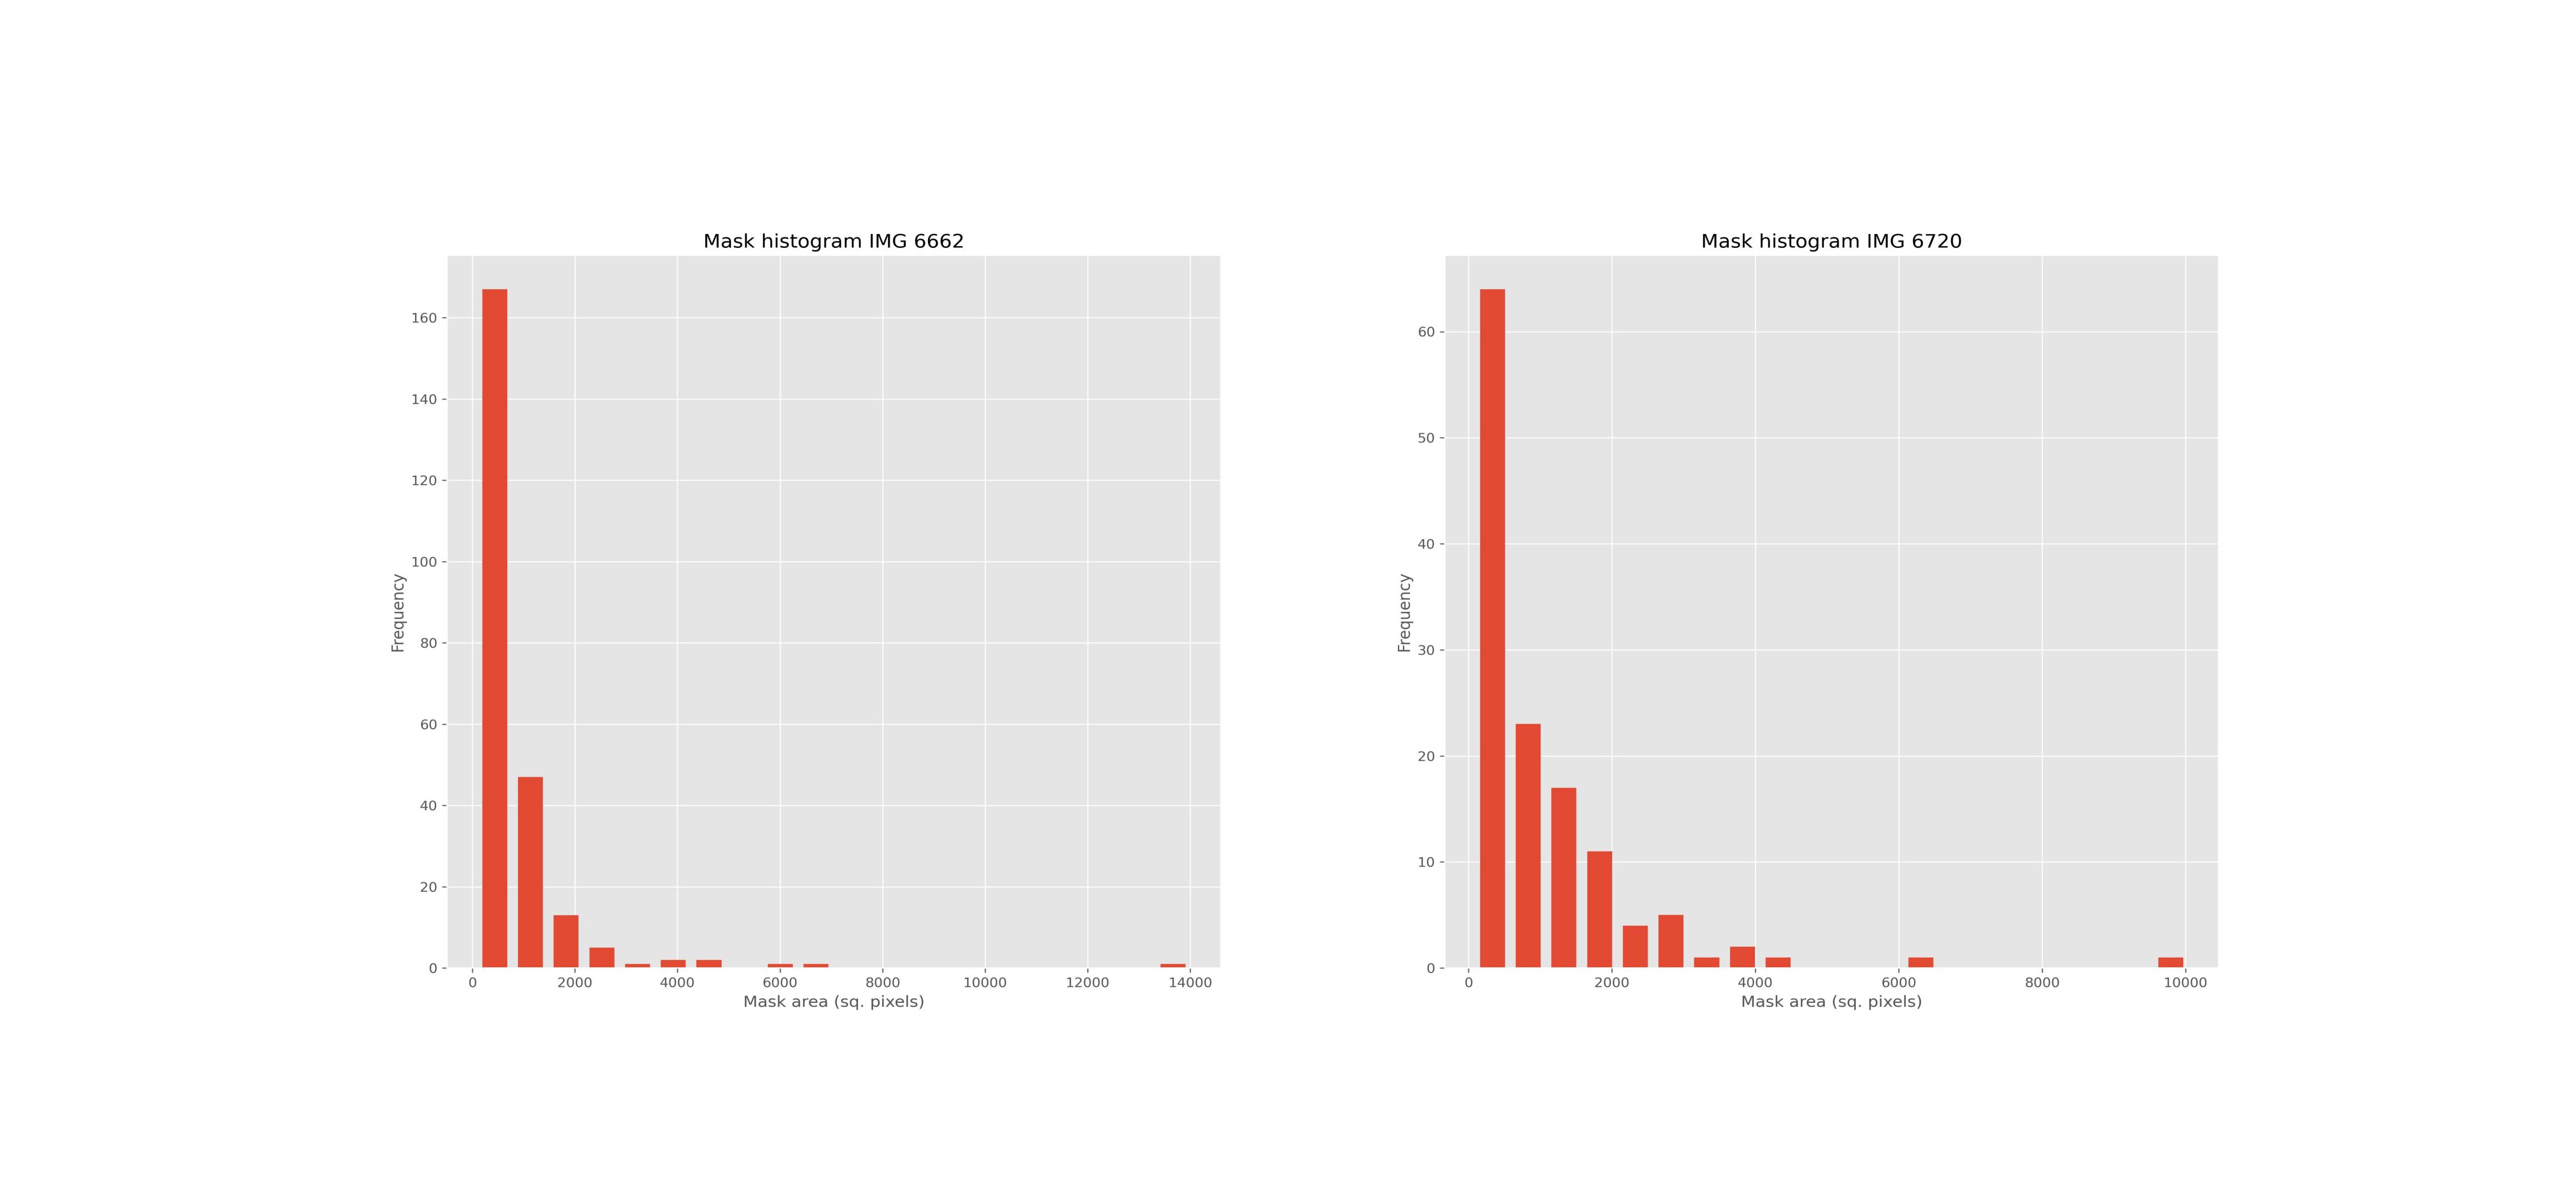 Mask histogram IMG 6662
160
140
120
100
80
60
40
20
0
Frequency
0 2000 4000 6000 8000 10000 12000 14000
Mask area (sq. pixels)
Mask histogram IMG 6720
60
50
40
30
20
10
0
Frequency
0 2000 4000 6000 8000 10000
Mask area (sq. pixels)